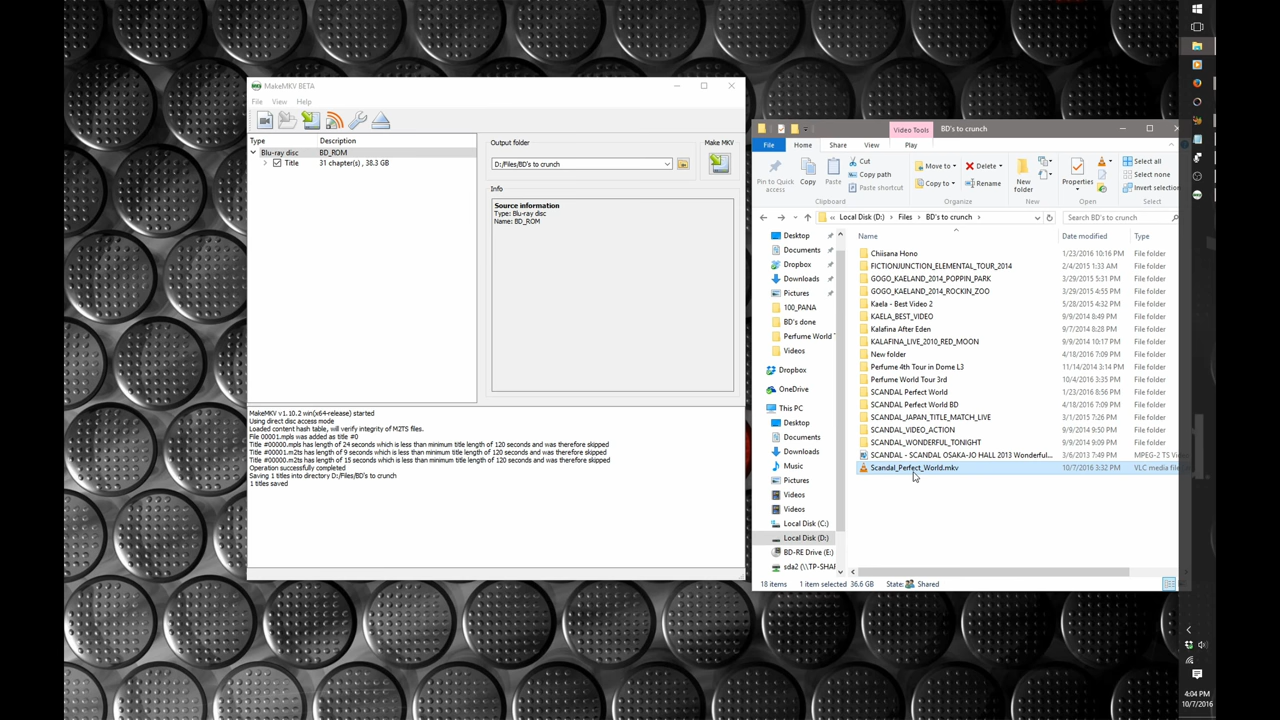 MakeMKV BETA
File View Help
Type Description
Blu-ray disc BD_ROM
Title 31 chapter(s) , 38.3 GB
Output folder
Make MKV
D:/Files/BD's to crunch
Info
Source information
Type: Blu-ray disc
Name: BD_ROM
MakeMKV v1.10.2 win(x64-release) started
Using direct disc access mode
Loaded content hash table, will verify integrity of M2TS files.
File 00001.mpls was added as title #0
Title #00000.mpls has length of 24 seconds which is less than minimum title length of 120 seconds and was therefore skipped
Title #00001.m2ts has length of 9 seconds which is less than minimum title length of 120 seconds and was therefore skipped
Title #00000.m2ts has length of 15 seconds which is less than minimum title length of 120 seconds and was therefore skipped
Operation successfully completed
Saving 1 titles into directory D:/Files/BD's to crunch
1 titles saved
Video Tools
BD's to crunch
File Home Share View Play
Pin to Quick access
Copy
Paste
Cut
Copy path
Paste shortcut
Clipboard
Move to
Copy to
Delete
Rename
Organize
New folder
New
Properties
Open
Select all
Select none
Invert selection
Select
Local Disk (D:) Files BD's to crunch
Search BD's to crunch
Desktop
Documents
Dropbox
Downloads
Pictures
100_PANA
BD's done
Perfume World
Videos
Dropbox
OneDrive
This PC
Desktop
Documents
Downloads
Music
Pictures
Videos
Videos
Local Disk (C:)
Local Disk (D:)
BD-RE Drive (E:)
sda2 (\\TP-SHAR
Name Date modified Type
Chiisana Hono 1/23/2016 10:16 PM File folder
FICTIONJUNCTION_ELEMENTAL_TOUR_2014 2/4/2015 1:33 AM File folder
GOGO_KAELAND_2014_POPPIN_PARK 3/29/2015 5:31 PM File folder
GOGO_KAELAND_2014_ROCKIN_ZOO 3/29/2015 4:55 PM File folder
Kaela - Best Video 2 5/28/2015 4:32 PM File folder
KAELA_BEST_VIDEO 9/9/2014 8:49 PM File folder
Kalafina After Eden 9/7/2014 8:28 PM File folder
KALAFINA_LIVE_2010_RED_MOON 9/9/2014 10:17 PM File folder
New folder 4/18/2016 7:09 PM File folder
Perfume 4th Tour in Dome L3 11/14/2014 3:14 PM File folder
Perfume World Tour 3rd 10/4/2016 3:35 PM File folder
SCANDAL Perfect World 10/7/2016 3:23 PM File folder
SCANDAL Perfect World BD 4/18/2016 7:09 PM File folder
SCANDAL_JAPAN_TITLE_MATCH_LIVE 3/1/2015 7:26 PM File folder
SCANDAL_VIDEO_ACTION 9/9/2014 9:50 PM File folder
SCANDAL_WONDERFUL_TONIGHT 9/9/2014 9:09 PM File folder
SCANDAL - SCANDAL OSAKA-JO HALL 2013 Wonderful... 3/6/2013 7:49 PM MPEG-2 TS Video
Scandal_Perfect_World.mkv 10/7/2016 3:32 PM VLC media file
18 items 1 item selected 36.6 GB State: Shared
4:04 PM
10/7/2016